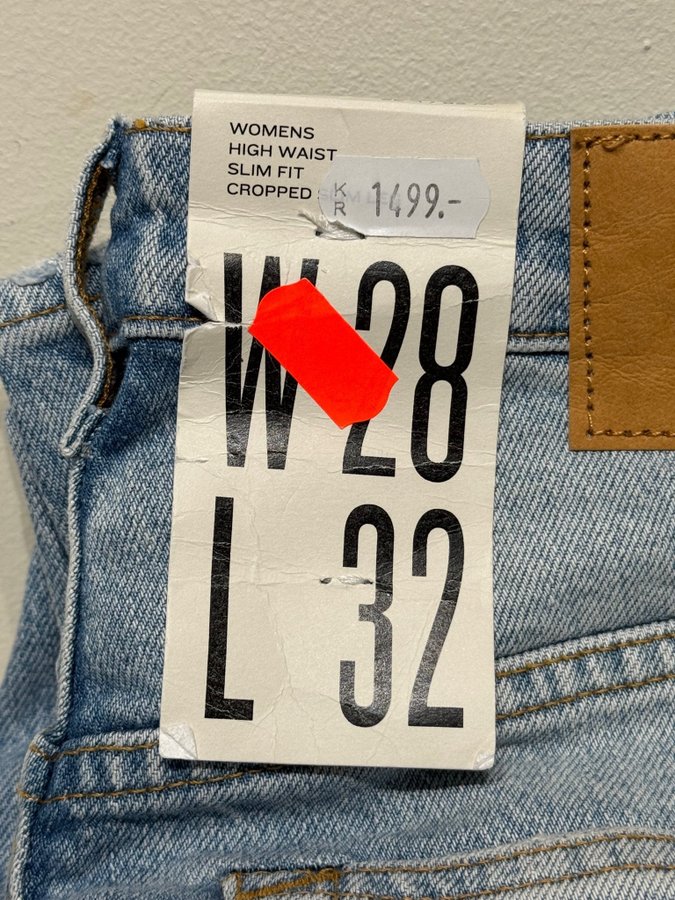 WOMENS
HIGH WAIST
SLIM FIT
CROPPED
KR 1499.-
W 28
L 32